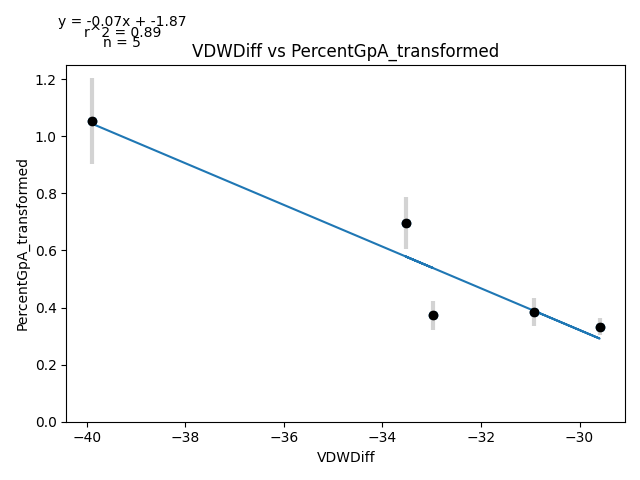 y = -0.07x + -1.87
r^2 = 0.89
n = 5
VDWDiff vs PercentGpA_transformed
1.2
1.0
0.8
0.6
0.4
0.2
0.0
PercentGpA_transformed
−40 −38 −36 −34 −32 −30
VDWDiff